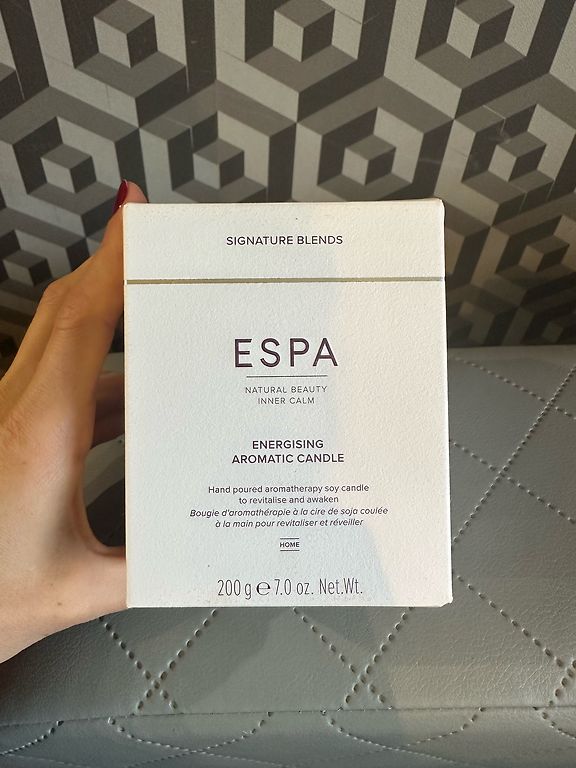 SIGNATURE BLENDS
ESPA
NATURAL BEAUTY
INNER CALM
ENERGISING
AROMATIC CANDLE
Hand poured aromatherapy soy candle
to revitalise and awaken
Bougie d'aromathérapie à la cire de soja coulée
à la main pour revitaliser et réveiller
HOME
200 g ℮ 7.0 oz. Net.Wt.